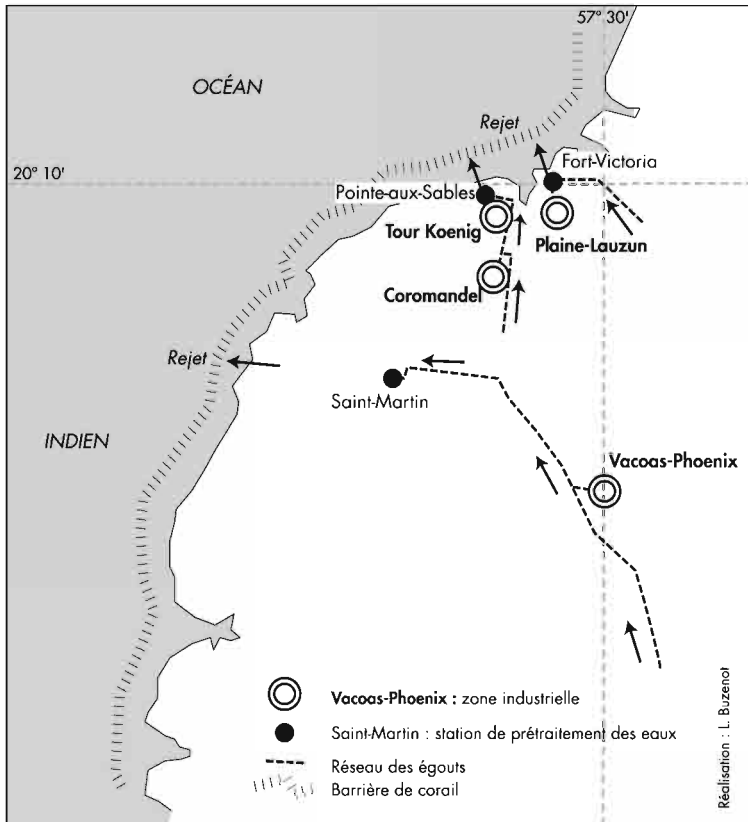 57° 30'
OCÉAN
Rejet
20° 10'
Fort-Victoria
Pointe-aux-Sables
Tour Koenig
Plaine-Lauzun
Coromandel
Rejet
Saint-Martin
INDIEN
Vacoas-Phoenix
Vacoas-Phoenix : zone industrielle
Saint-Martin : station de prétraitement des eaux
Réseau des égouts
Barrière de corail
Réalisation : L. Buzenot